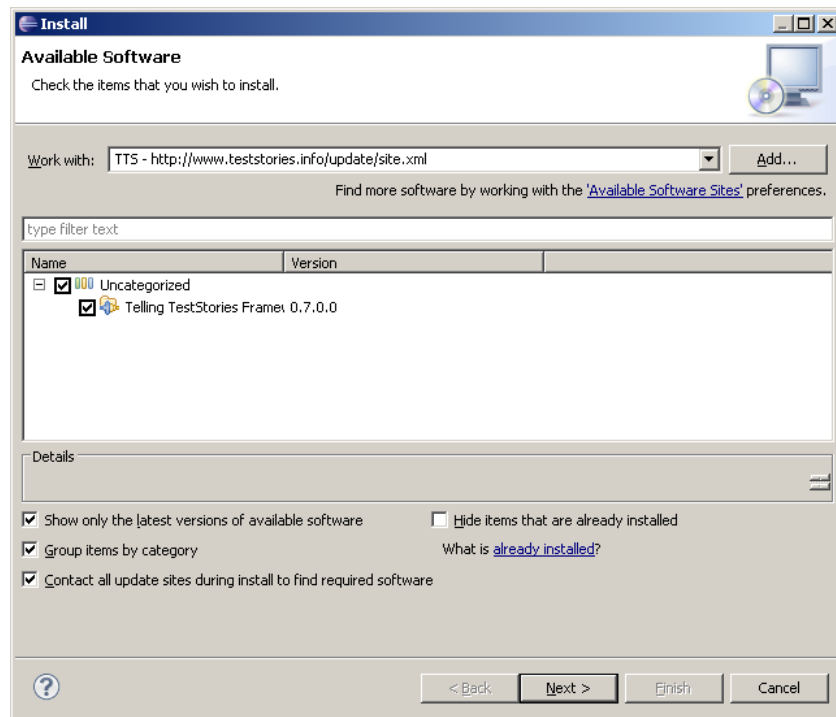 Install
Available Software
Check the items that you wish to install.
Work with: TTS - http://www.teststories.info/update/site.xml Add...
Find more software by working with the 'Available Software Sites' preferences.
type filter text
Name Version
Uncategorized
Telling TestStories Framew 0.7.0.0
Details
Show only the latest versions of available software Hide items that are already installed
Group items by category What is already installed?
Contact all update sites during install to find required software
? < Back Next > Finish Cancel